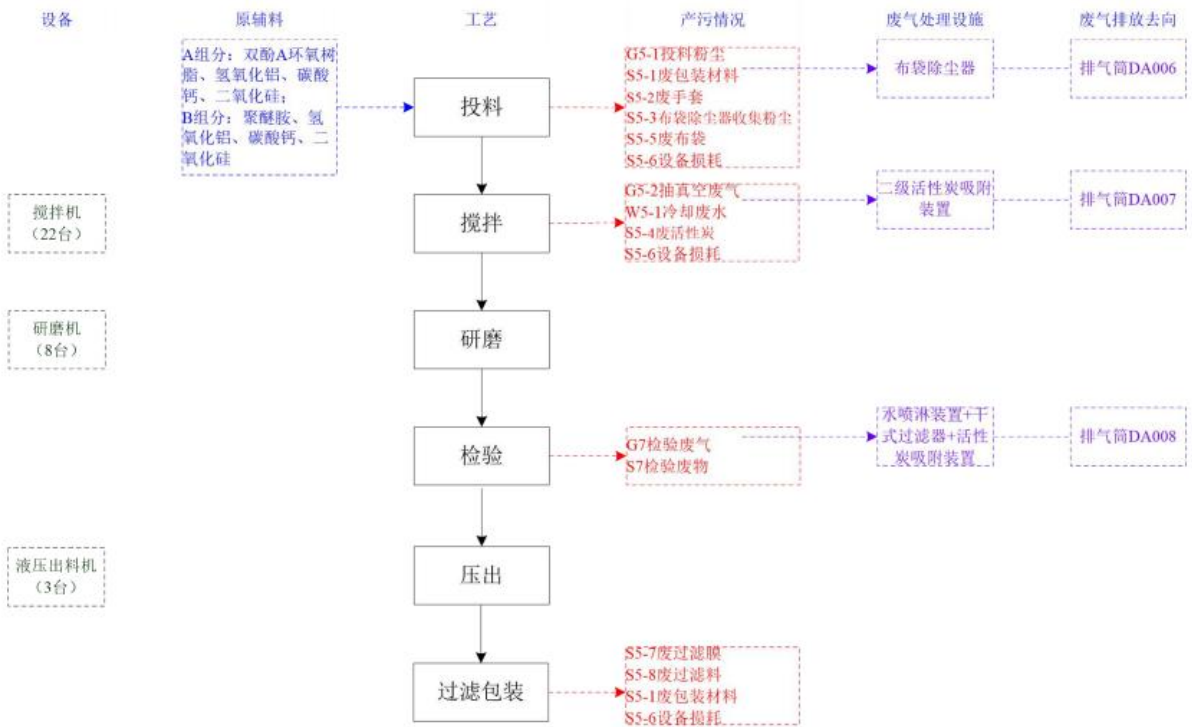 设备
原辅料
工艺
产污情况
废气处理设施
废气排放去向
A组分：双酚A环氧树
脂、氢氧化铝、碳酸
钙、二氧化硅；
B组分：聚醚胺、氢
氧化铝、碳酸钙、二
氧化硅
投料
G5-1投料粉尘
S5-1废包装材料
S5-2废手套
S5-3布袋除尘器收集粉尘
S5-5废布袋
S5-6设备损耗
布袋除尘器
排气筒DA006
搅拌机
（22台）
搅拌
G5-2抽真空废气
W5-1冷却废水
S5-4废活性炭
S5-6设备损耗
二级活性炭吸附
装置
排气筒DA007
研磨机
（8台）
研磨
检验
G7检验废气
S7检验废物
水喷淋装置+干
式过滤器+活性
炭吸附装置
排气筒DA008
液压出料机
（3台）
压出
过滤包装
S5-7废过滤膜
S5-8废过滤料
S5-1废包装材料
S5-6设备损耗